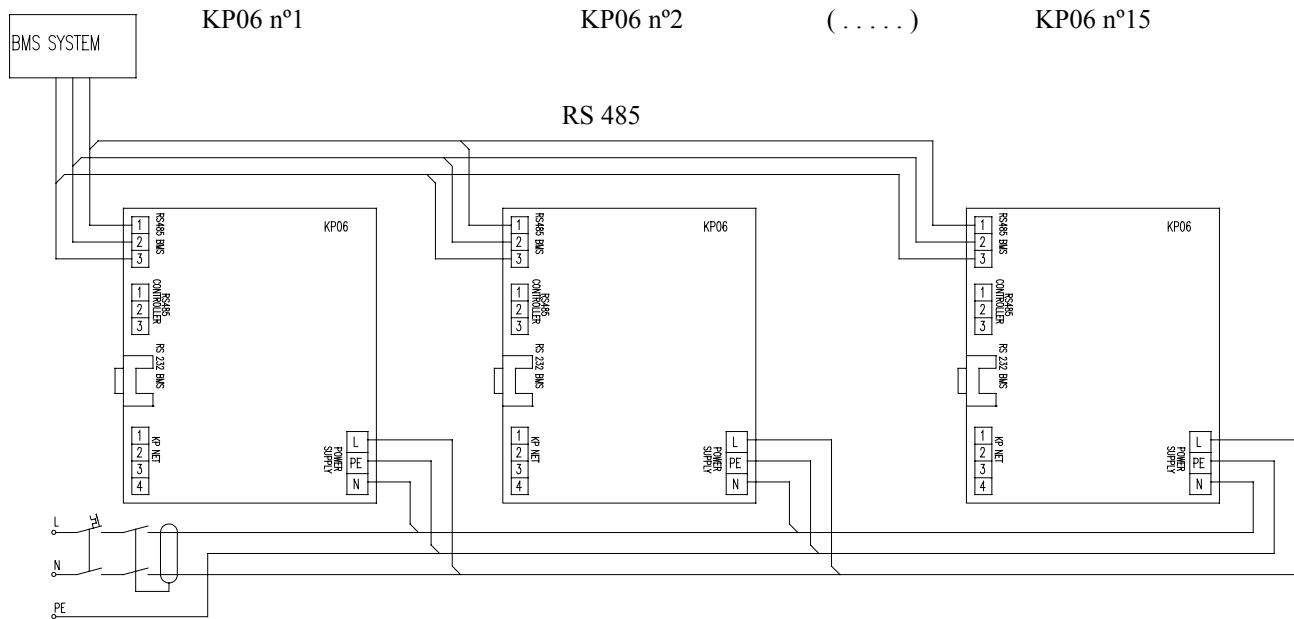 KP06 nº1
KP06 nº2
( . . . . . )
KP06 nº15
BMS SYSTEM
RS 485
1
2
3
RS485 BMS
KP06
1
2
3
RS485
CONTROLLER
RS 232 BMS
1
2
3
4
KP NET
POWER
SUPPLY
L
PE
N
1
2
3
RS485 BMS
KP06
1
2
3
RS485
CONTROLLER
RS 232 BMS
1
2
3
4
KP NET
POWER
SUPPLY
L
PE
N
1
2
3
RS485 BMS
KP06
1
2
3
RS485
CONTROLLER
RS 232 BMS
1
2
3
4
KP NET
POWER
SUPPLY
L
PE
N
L
N
PE